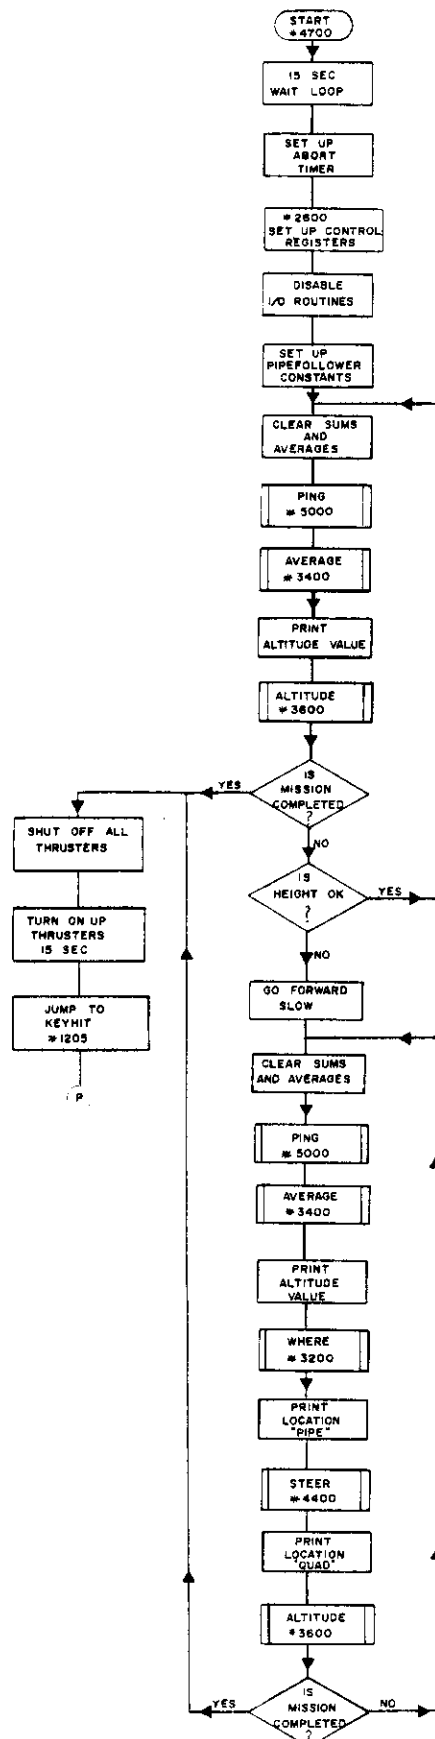 START
*4700
15 SEC
WAIT LOOP
SET UP
ABORT
TIMER
*2600
SET UP CONTROL
REGISTERS
DISABLE
I/O ROUTINES
SET UP
PIPEFOLLOWER
CONSTANTS
CLEAR SUMS
AND
AVERAGES
PING
*5000
AVERAGE
*3400
PRINT
ALTITUDE VALUE
ALTITUDE
*3600
IS
MISSION
COMPLETED
?
YES
NO
SHUT OFF ALL
THRUSTERS
TURN ON UP
THRUSTERS
15 SEC
JUMP TO
KEYHIT
*1205
IS
HEIGHT OK
?
YES
NO
GO FORWARD
SLOW
CLEAR SUMS
AND AVERAGES
PING
*5000
AVERAGE
*3400
PRINT
ALTITUDE
VALUE
WHERE
*3200
PRINT
LOCATION
"PIPE"
STEER
*4400
PRINT
LOCATION
"QUAD"
ALTITUDE
*3600
IS
MISSION
COMPLETED
?
YES
NO